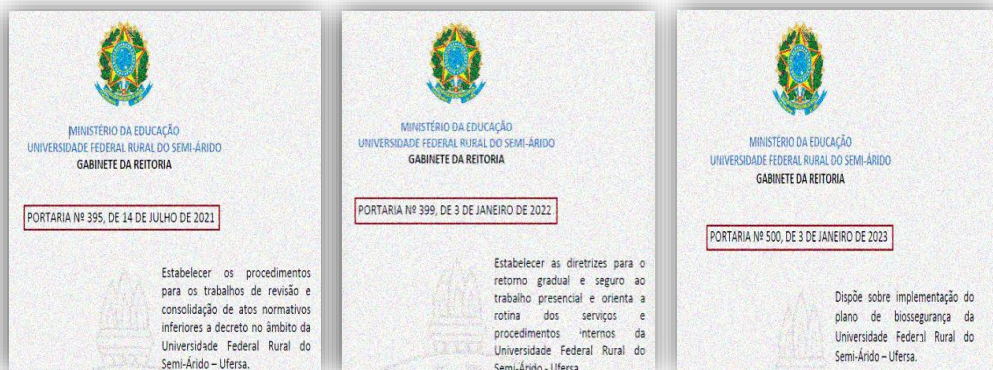 MINISTÉRIO DA EDUCAÇÃO
UNIVERSIDADE FEDERAL RURAL DO SEMI-ÁRIDO
GABINETE DA REITORIA
PORTARIA Nº 395, DE 14 DE JULHO DE 2021
Estabelecer os procedimentos
para os trabalhos de revisão e
consolidação de atos normativos
inferiores a decreto no âmbito da
Universidade Federal Rural do
Semi-Árido – Ufersa.
MINISTÉRIO DA EDUCAÇÃO
UNIVERSIDADE FEDERAL RURAL DO SEMI-ÁRIDO
GABINETE DA REITORIA
PORTARIA Nº 399, DE 3 DE JANEIRO DE 2022
Estabelecer as diretrizes para o
retorno gradual e seguro ao
trabalho presencial e orienta a
rotina dos serviços e
procedimentos internos da
Universidade Federal Rural do
Semi-Árido - Ufersa
MINISTÉRIO DA EDUCAÇÃO
UNIVERSIDADE FEDERAL RURAL DO SEMI-ÁRIDO
GABINETE DA REITORIA
PORTARIA Nº 500, DE 3 DE JANEIRO DE 2023
Dispõe sobre implementação do
plano de biossegurança da
Universidade Federal Rural do
Semi-Árido – Ufersa.